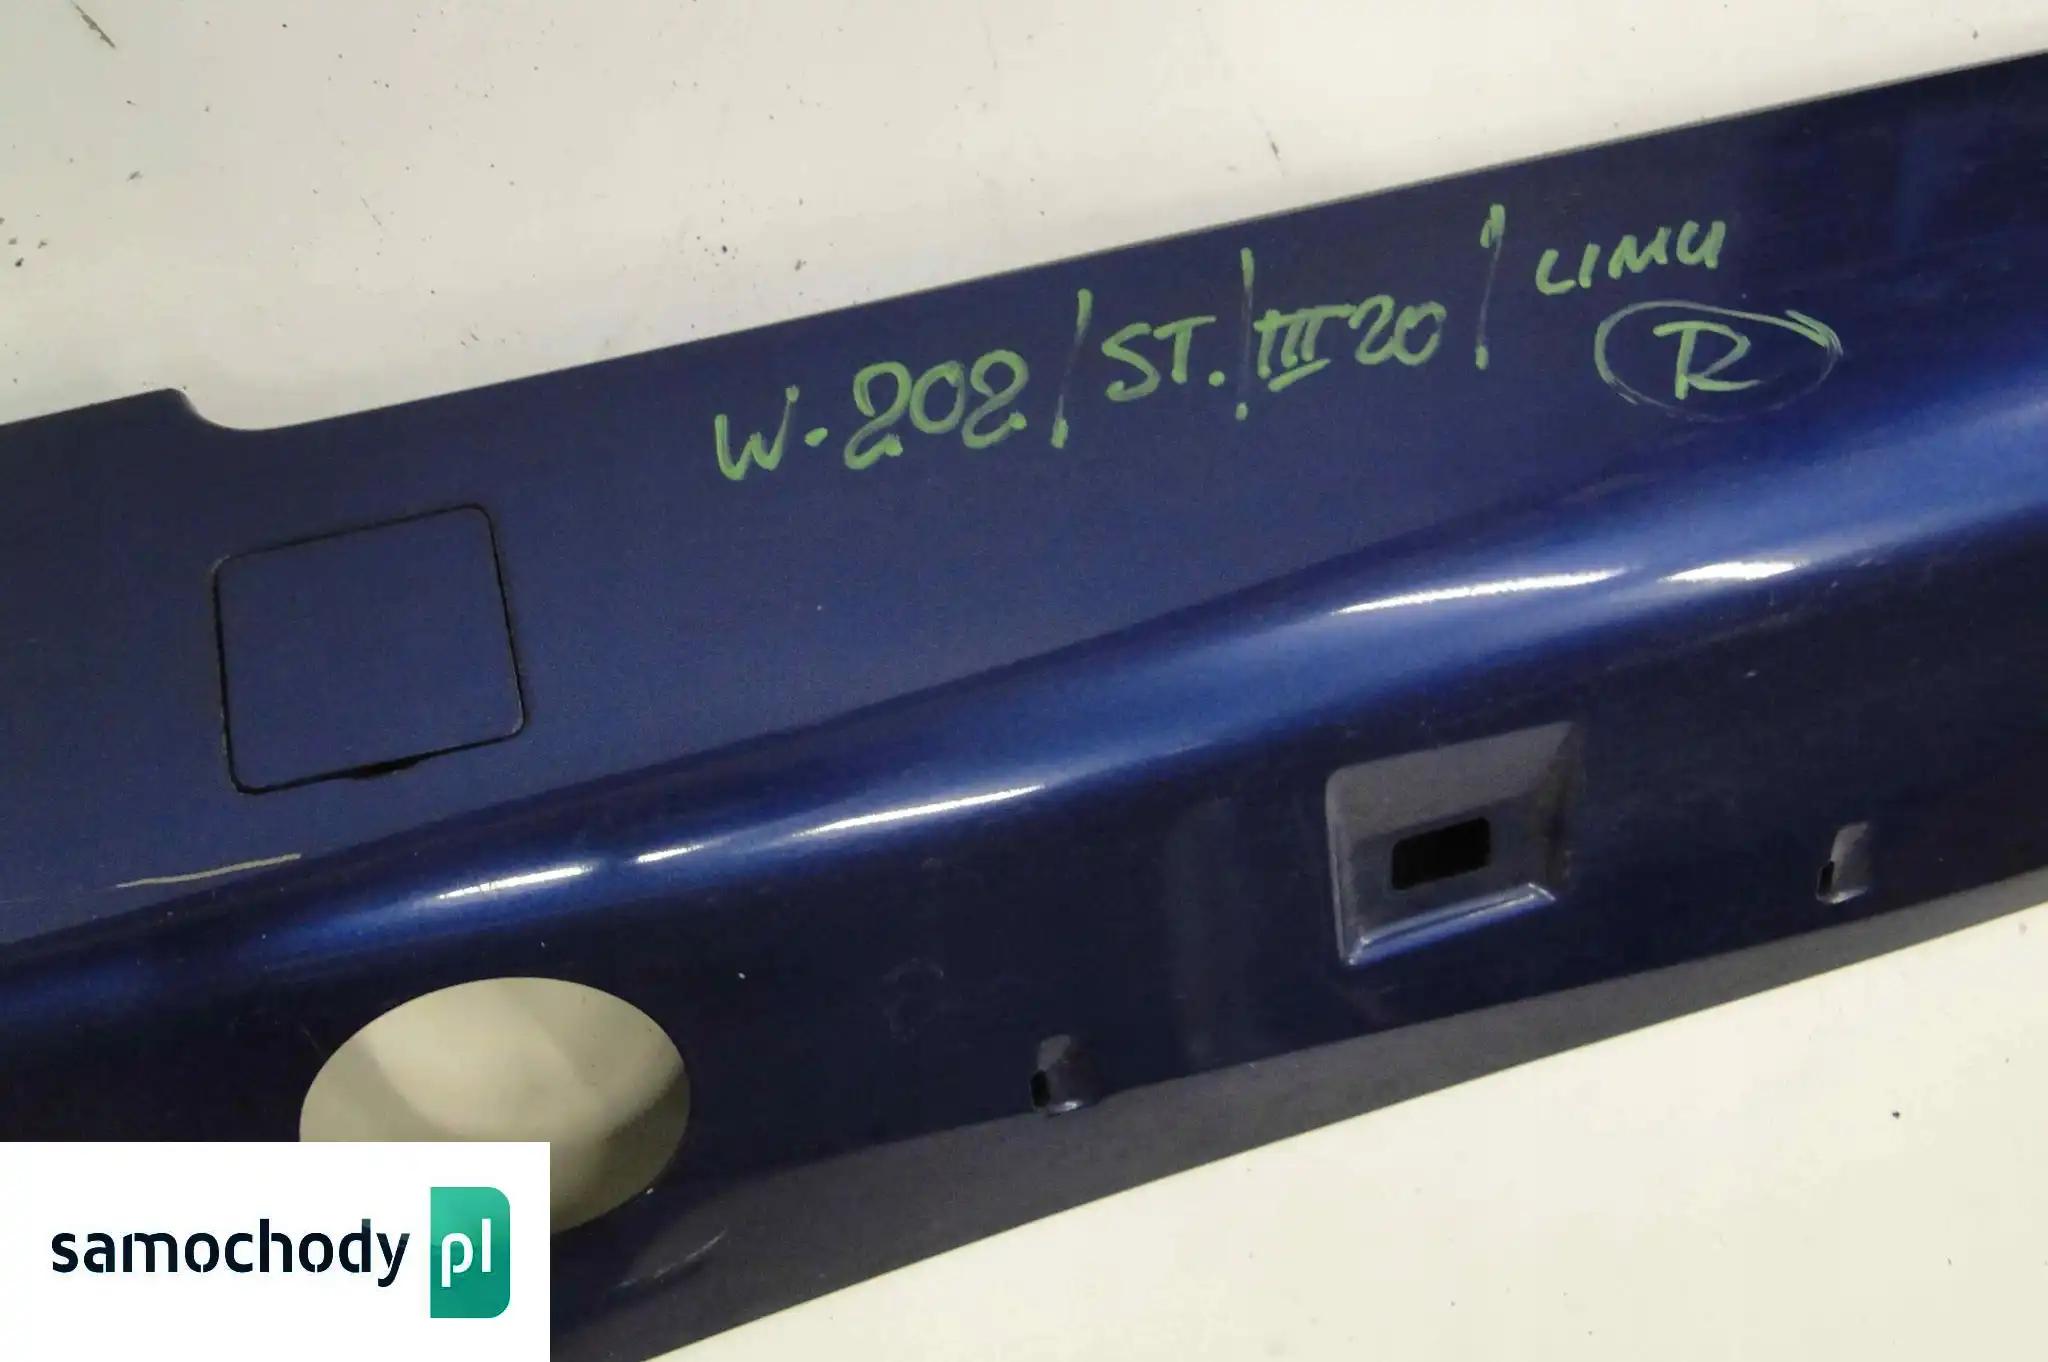 W-202/ST./III 20/ LIMU
R
samochody pl